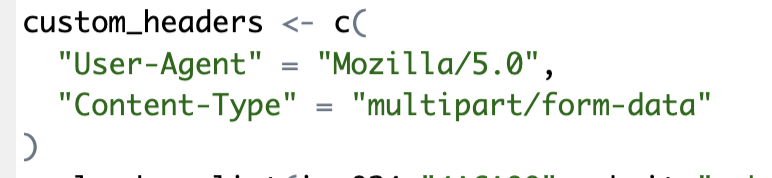 custom_headers <- c(
"User-Agent" = "Mozilla/5.0",
"Content-Type" = "multipart/form-data"
)